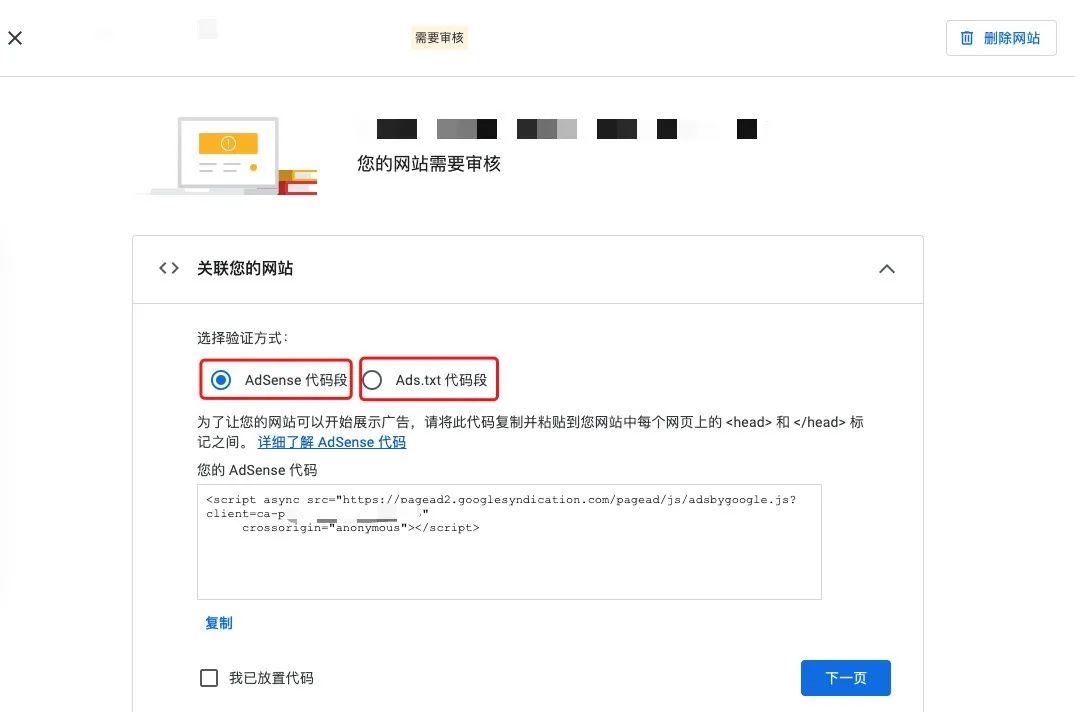 需要审核
删除网站
您的网站需要审核
关联您的网站
选择验证方式：
AdSense 代码段
Ads.txt 代码段
为了让您的网站可以开始展示广告，请将此代码复制并粘贴到您网站中每个网页上的 <head> 和 </head> 标
记之间。 详细了解 AdSense 代码
您的 AdSense 代码
<script async src="https://pagead2.googlesyndication.com/pagead/js/adsbygoogle.js?
client=ca-p "
crossorigin="anonymous"></script>
复制
我已放置代码
下一页